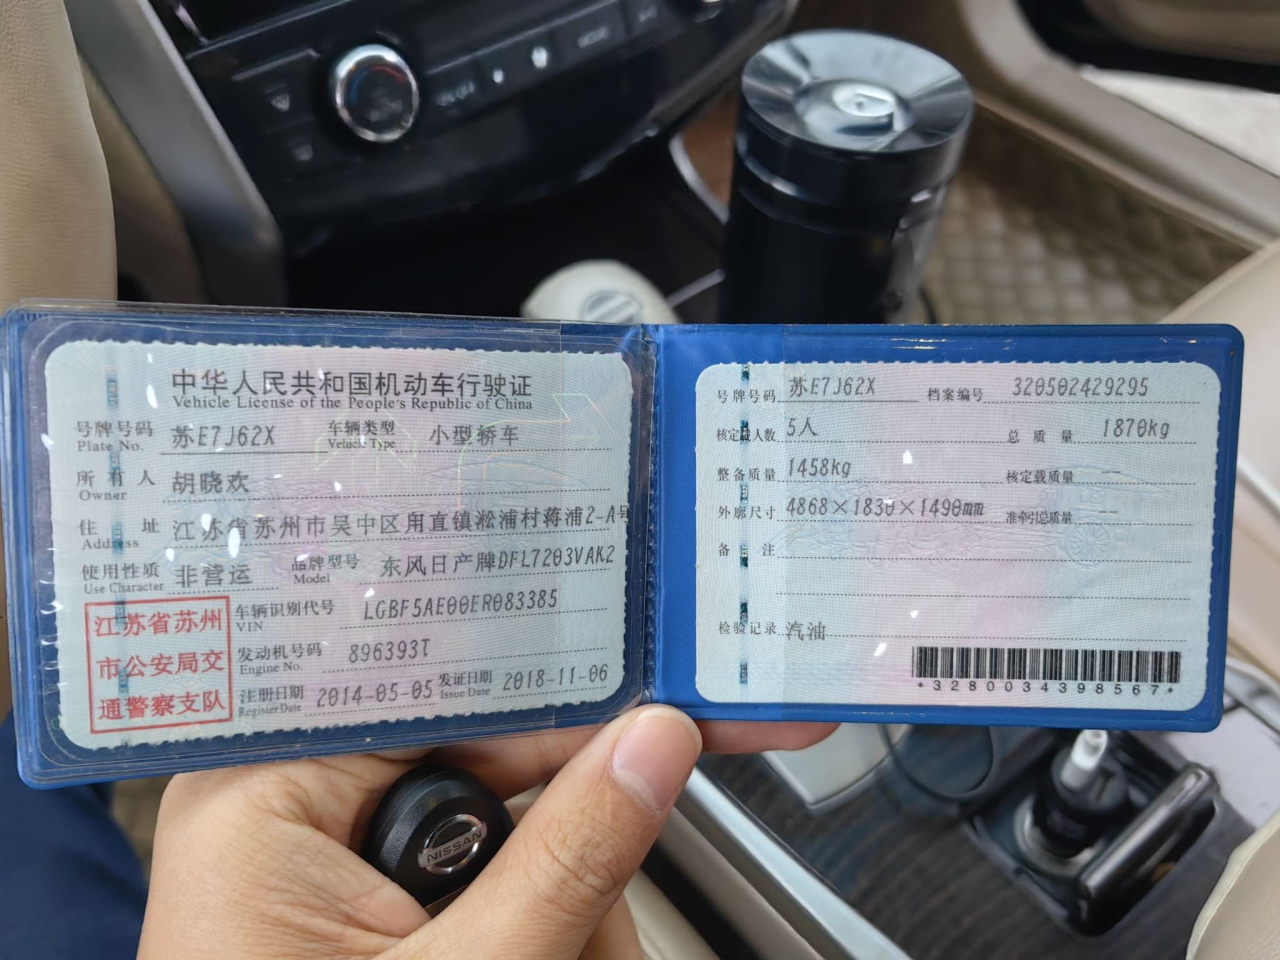 中华人民共和国机动车行驶证
Vehicle License of the People's Republic of China
号牌号码 Plate No. 苏E7J62X 车辆类型 Vehicle Type 小型轿车
所有人 Owner 胡晓欢
住址 Address 江苏省苏州市吴中区甪直镇淞浦村蒋浦2-A号
使用性质 Use Character 非营运 品牌型号 Model 东风日产牌DFL7203VAK2
车辆识别代号 VIN LGBF5AE00ER083385
发动机号码 Engine No. 896393T
注册日期 Register Date 2014-05-05 发证日期 Issue Date 2018-11-06
江苏省苏州
市公安局交
通警察支队
号牌号码 苏E7J62X 档案编号 320502429295
核定载人数 5人 总质量 1870kg
整备质量 1458kg 核定载质量 --
外廓尺寸 4868×1830×1490mm 准牵引总质量 --
备注
检验记录 汽油
*3280034398567*
NISSAN